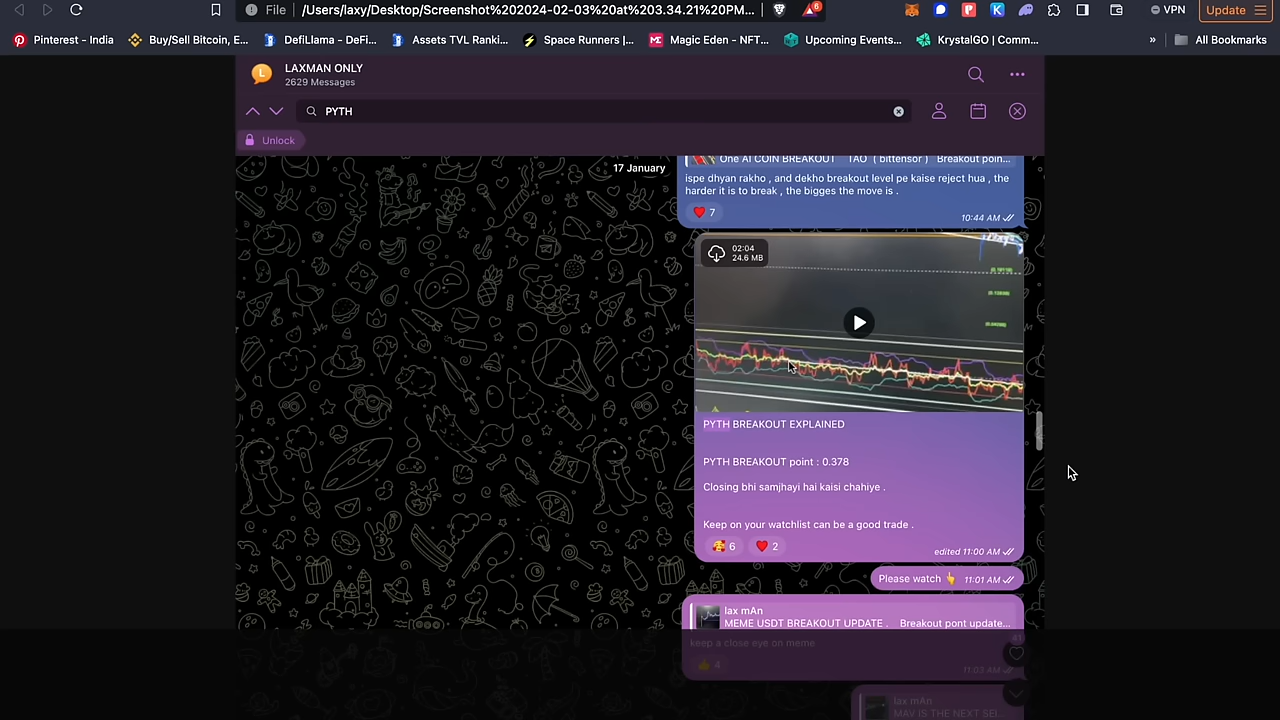 File /Users/laxy/Desktop/Screenshot%202024-02-03%20at%203.34.21%20PM... 6 VPN Update
Pinterest - India Buy/Sell Bitcoin, E... DefiLlama - DeFi... Assets TVL Ranki... Space Runners |... Magic Eden - NFT... Upcoming Events... KrystalGO | Comm... » All Bookmarks
L LAXMAN ONLY
2629 Messages
PYTH
Unlock
17 January
One AI COIN BREAKOUT TAO ( bittensor ) Breakout poin...
ispe dhyan rakho , and dekho breakout level pe kaise reject hua , the
harder it is to break , the bigges the move is .
7 10:44 AM
02:04
24.6 MB
PYTH BREAKOUT EXPLAINED
PYTH BREAKOUT point : 0.378
Closing bhi samjhayi hai kaisi chahiye .
Keep on your watchlist can be a good trade .
6 2 edited 11:00 AM
Please watch 11:01 AM
lax mAn
MEME USDT BREAKOUT UPDATE . Breakout pont update...
keep a close eye on meme
41
4 11:03 AM
lax mAn
MAV IS THE NEXT SEI...